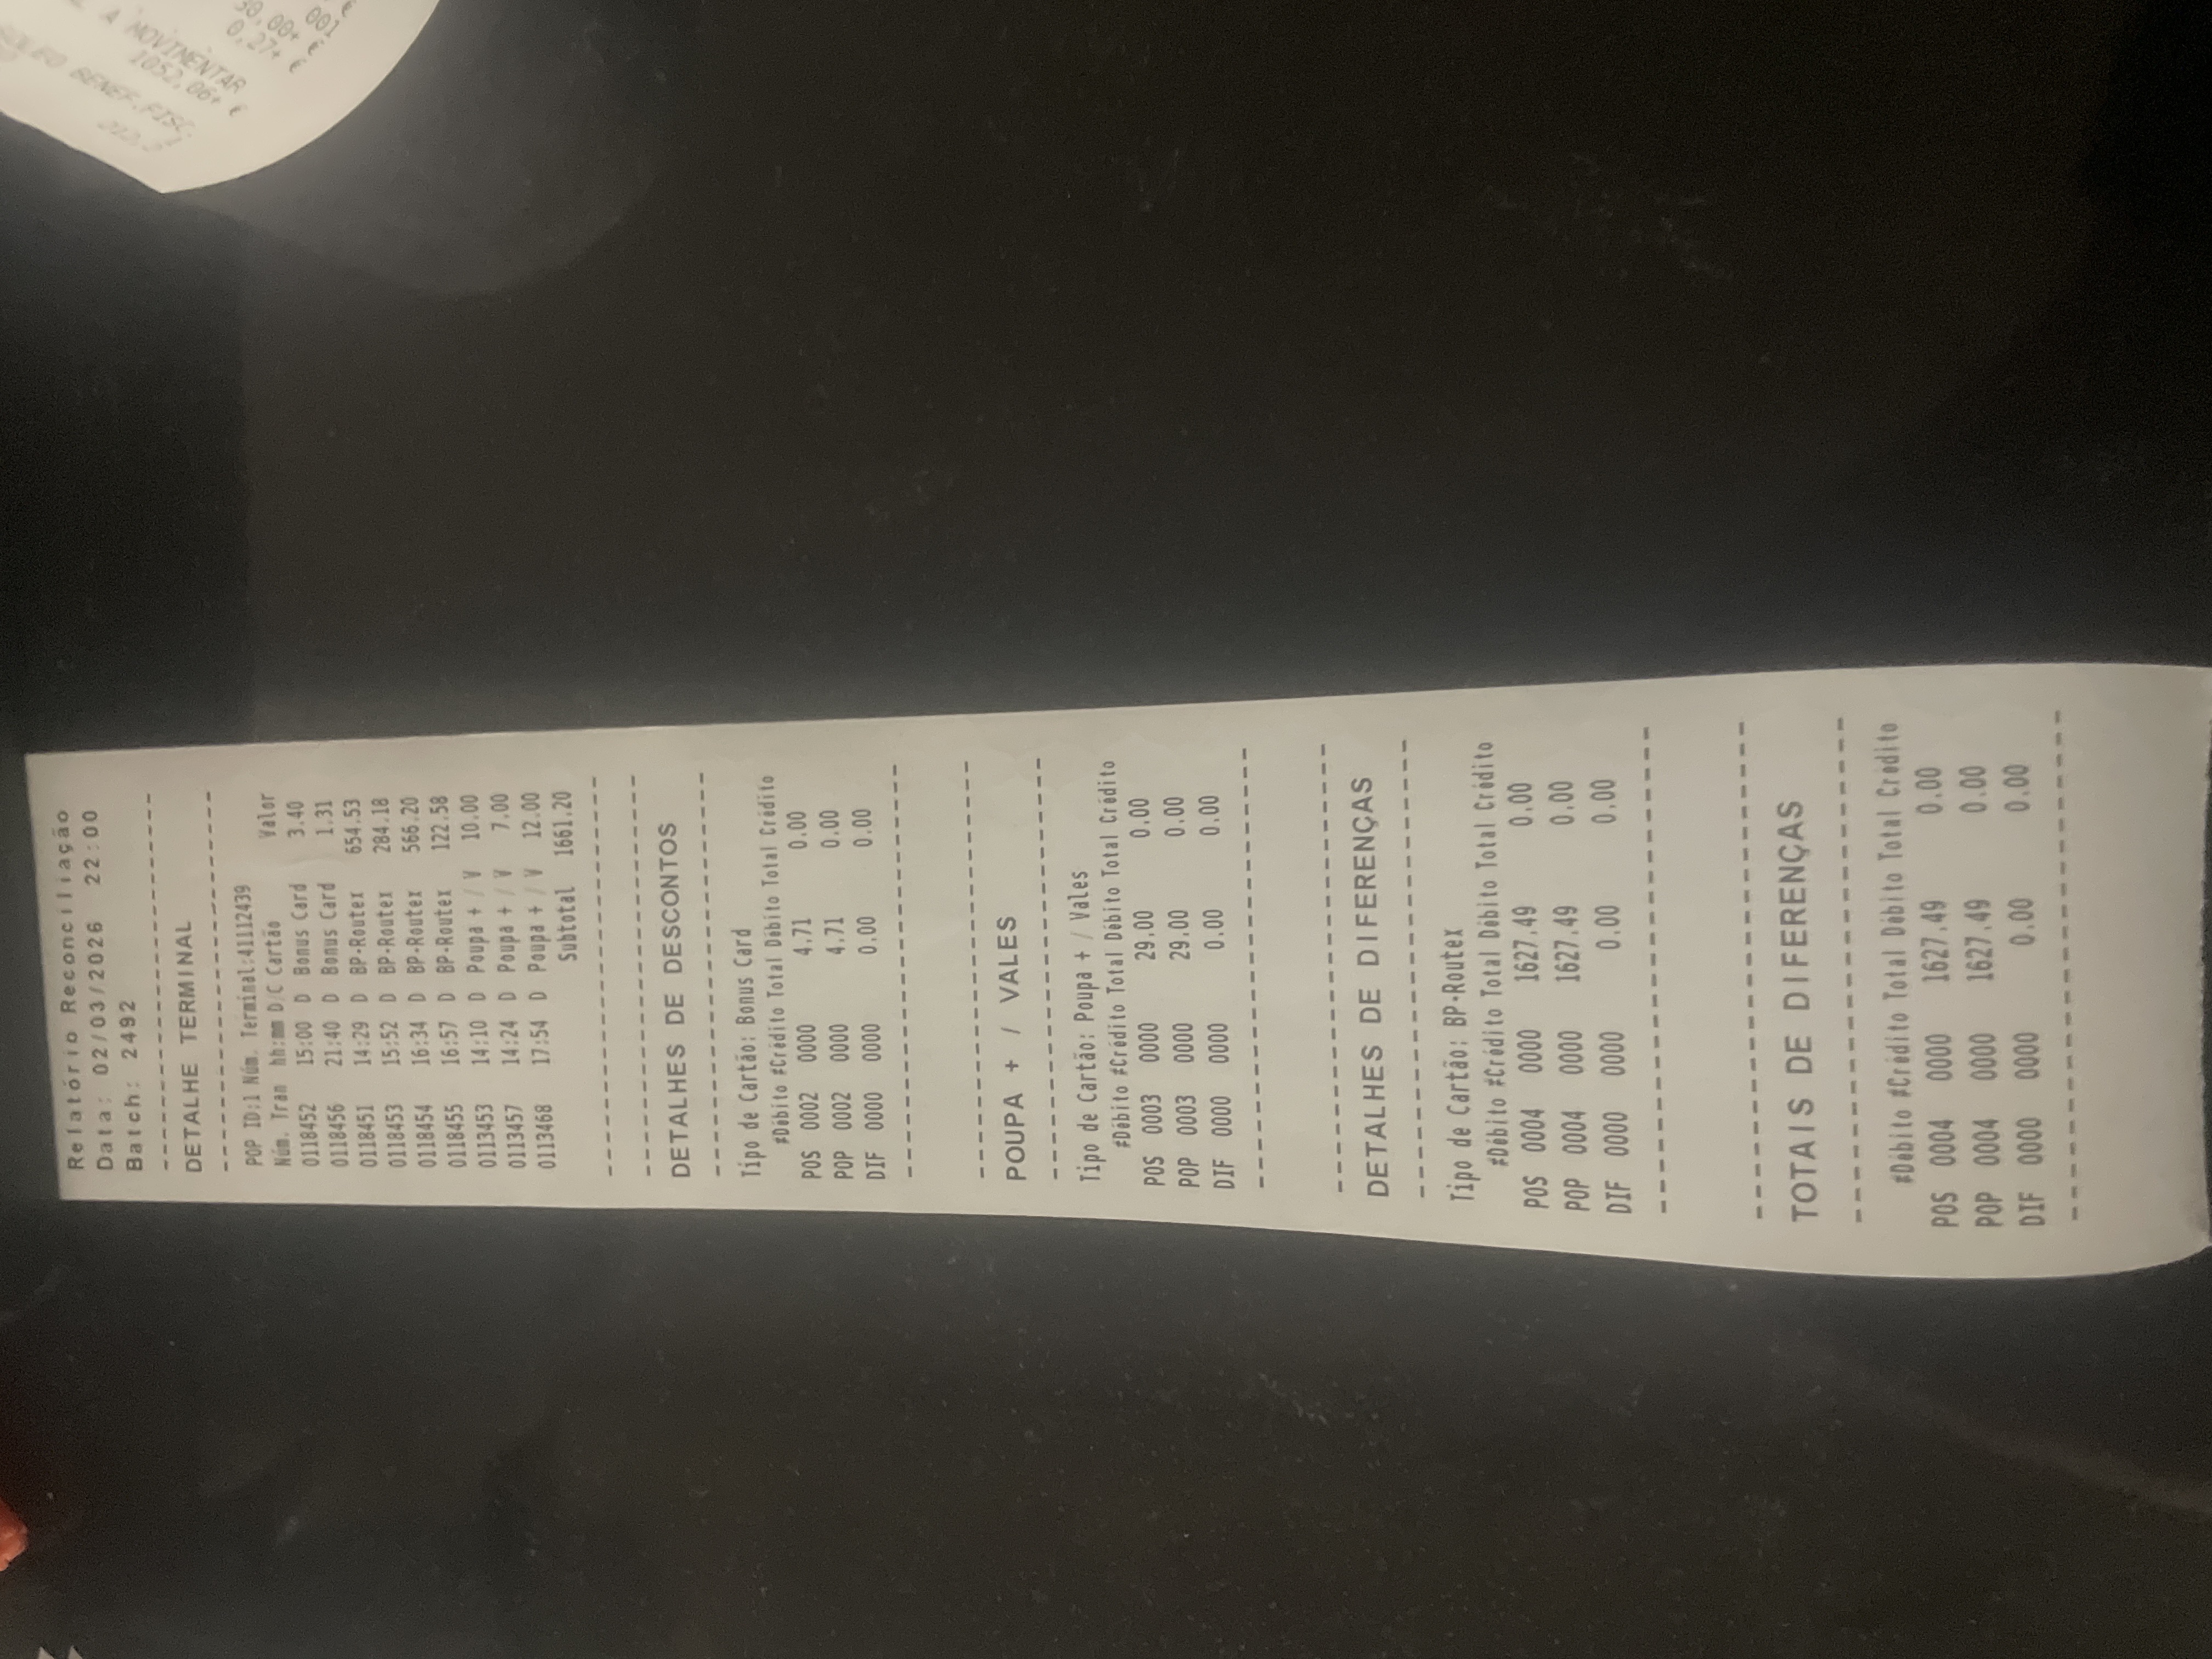 Relatório Reconciliação
Data: 02/03/2026 22:00
Batch: 2492
--------------------------
DETALHE TERMINAL
--------------------------
POP ID:1 Núm. Terminal:41112439
Núm. Tran hh:mm D/C Cartão Valor
0118452 15:00 D Bonus Card 3.40
0118456 21:40 D Bonus Card 1.31
0118451 14:29 D BP-Routex 654.53
0118453 15:52 D BP-Routex 284.18
0118454 16:34 D BP-Routex 566.20
0118455 16:57 D BP-Routex 122.58
0113453 14:10 D Poupa + / V 10.00
0113457 14:24 D Poupa + / V 7.00
0113468 17:54 D Poupa + / V 12.00
Subtotal 1661.20
--------------------------
--------------------------
DETALHES DE DESCONTOS
--------------------------
Tipo de Cartão: Bonus Card
#Débito #Crédito Total Débito Total Crédito
POS 0002 0000 4.71 0.00
POP 0002 0000 4.71 0.00
DIF 0000 0000 0.00 0.00
--------------------------
--------------------------
POUPA + / VALES
--------------------------
Tipo de Cartão: Poupa + / Vales
#Débito #Crédito Total Débito Total Crédito
POS 0003 0000 29.00 0.00
POP 0003 0000 29.00 0.00
DIF 0000 0000 0.00 0.00
--------------------------
--------------------------
DETALHES DE DIFERENÇAS
--------------------------
Tipo de Cartão: BP-Routex
#Débito #Crédito Total Débito Total Crédito
POS 0004 0000 1627.49 0.00
POP 0004 0000 1627.49 0.00
DIF 0000 0000 0.00 0.00
--------------------------
--------------------------
TOTAIS DE DIFERENÇAS
--------------------------
#Débito #Crédito Total Débito Total Crédito
POS 0004 0000 1627.49 0.00
POP 0004 0000 1627.49 0.00
DIF 0000 0000 0.00 0.00
--------------------------
001
0,27+ €
A MOVIMENTAR
1052,06+ €
BENEF.FISC.